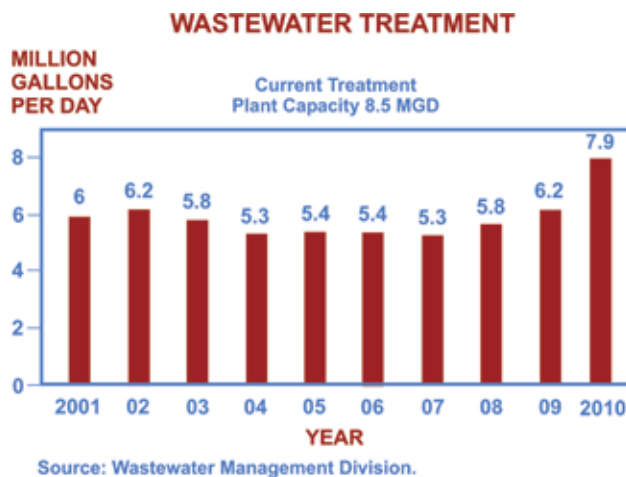 WASTEWATER TREATMENT
MILLION
GALLONS
PER DAY
Current Treatment
Plant Capacity 8.5 MGD
8
6
4
2
0
6
6.2
5.8
5.3
5.4
5.4
5.3
5.8
6.2
7.9
2001 02 03 04 05 06 07 08 09 2010
YEAR
Source: Wastewater Management Division.